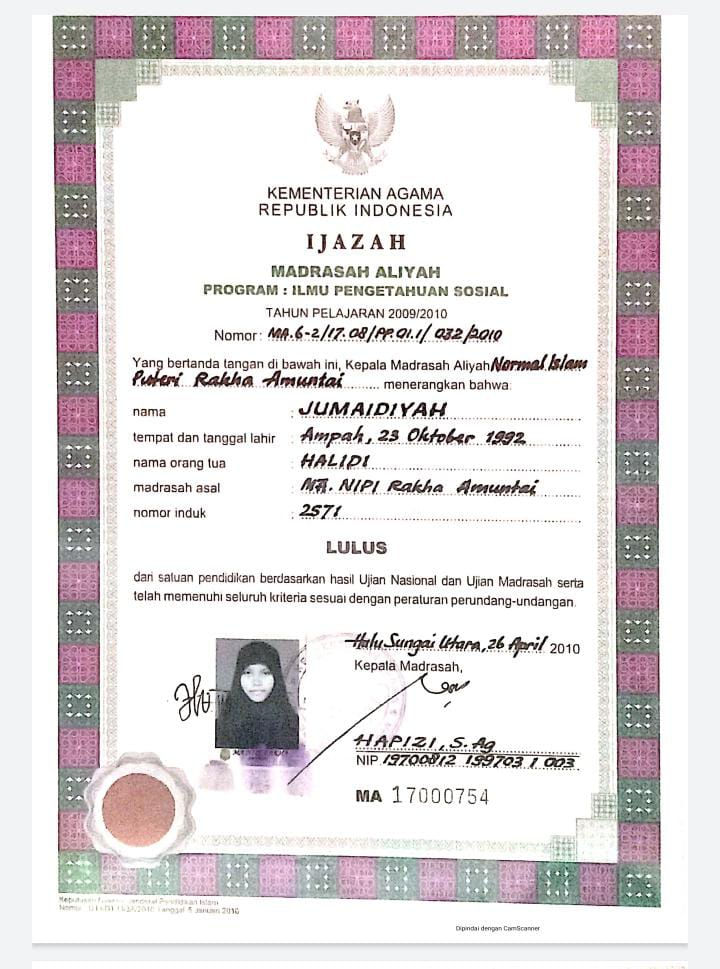 KEMENTERIAN AGAMA
REPUBLIK INDONESIA
IJAZAH
MADRASAH ALIYAH
PROGRAM : ILMU PENGETAHUAN SOSIAL
TAHUN PELAJARAN 2009/2010
Nomor : MA.6-2/17.08/PP.01.1/ 032/2010
Yang bertanda tangan di bawah ini, Kepala Madrasah Aliyah Normal Islam
Puteri Rakha Amuntai ......... menerangkan bahwa:
nama : JUMAIDIYAH
tempat dan tanggal lahir : Ampah, 23 Oktober 1992
nama orang tua : HALIDI
madrasah asal : MA. NIPI Rakha Amuntai
nomor induk : 2571
LULUS
dari satuan pendidikan berdasarkan hasil Ujian Nasional dan Ujian Madrasah serta
telah memenuhi seluruh kriteria sesuai dengan peraturan perundang-undangan.
Hulu Sungai Utara, 26 April 2010
Kepala Madrasah,
HAPIZI, S.Ag
NIP 19700812 199703 1 003
MA 17000754
Keputusan Jenderal Pendidikan Islam
Nomor : Tanggal 5 Januari 2010
Dipindai dengan CamScanner